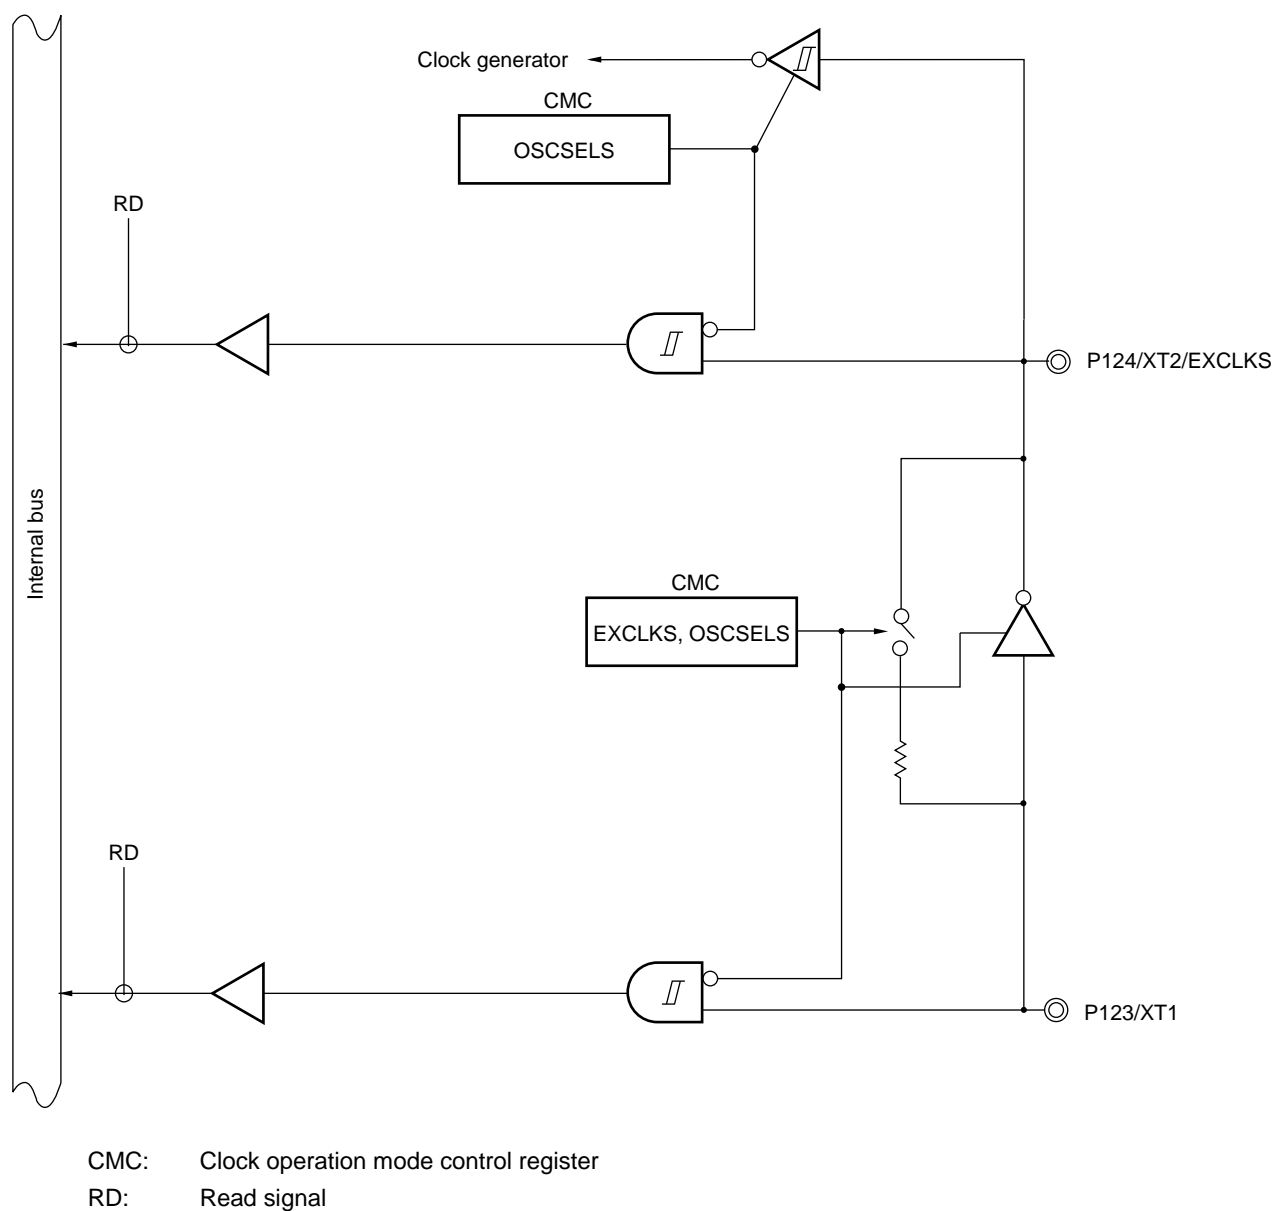 Clock generator
CMC
OSCSELS
RD
P124/XT2/EXCLKS
Internal bus
CMC
EXCLKS, OSCSELS
RD
P123/XT1
CMC: Clock operation mode control register
RD: Read signal